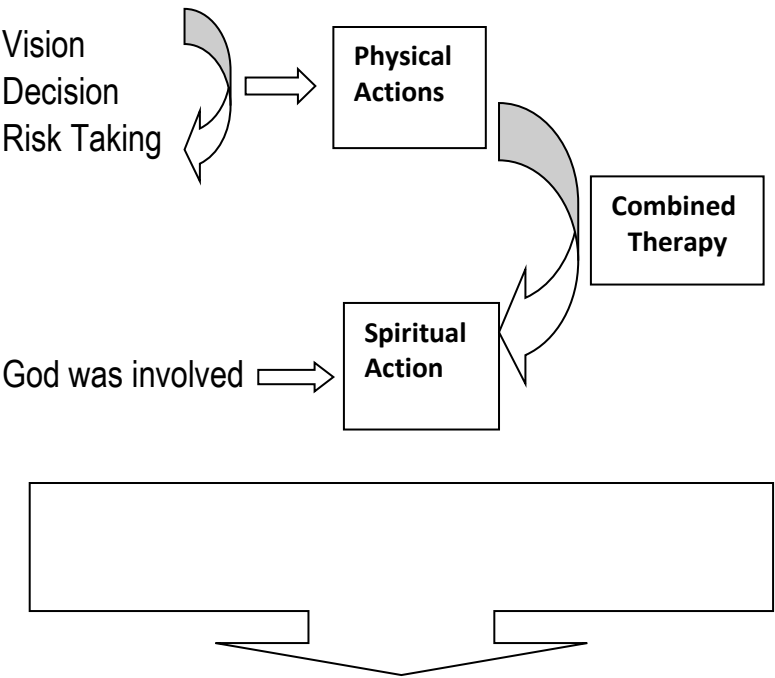 Vision
Decision
Risk Taking
Physical
Actions
Combined
Therapy
Spiritual
Action
God was involved